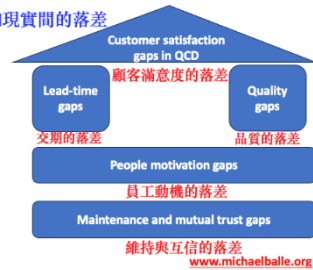 現實間的落差
Customer satisfaction
gaps in QCD
顧客滿意度的落差
Lead-time
gaps
Quality
gaps
交期的落差
品質的落差
People motivation gaps
員工動機的落差
Maintenance and mutual trust gaps
維持與互信的落差
www.michaelballe.org